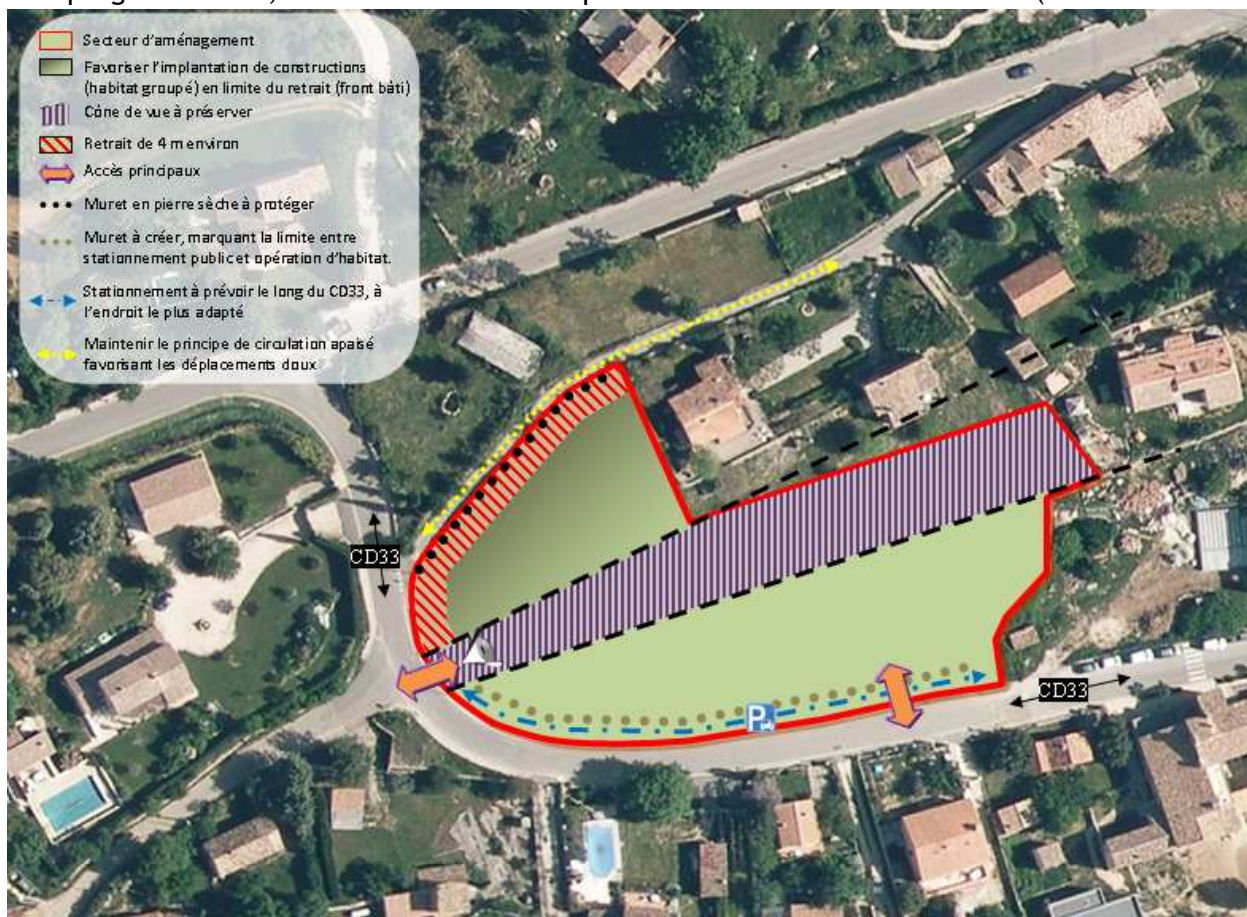 Secteur d'aménagement
Favoriser l'implantation de constructions
(habitat groupé) en limite du retrait (front bâti)
Cône de vue à préserver
Retrait de 4 m environ
Accès principaux
Muret en pierre sèche à protéger
Muret à créer, marquant la limite entre
stationnement public et opération d'habitat.
Stationnement à prévoir le long du CD33, à
l'endroit le plus adapté
Maintenir le principe de circulation apaisé
favorisant les déplacements doux
CD33
CD33
P